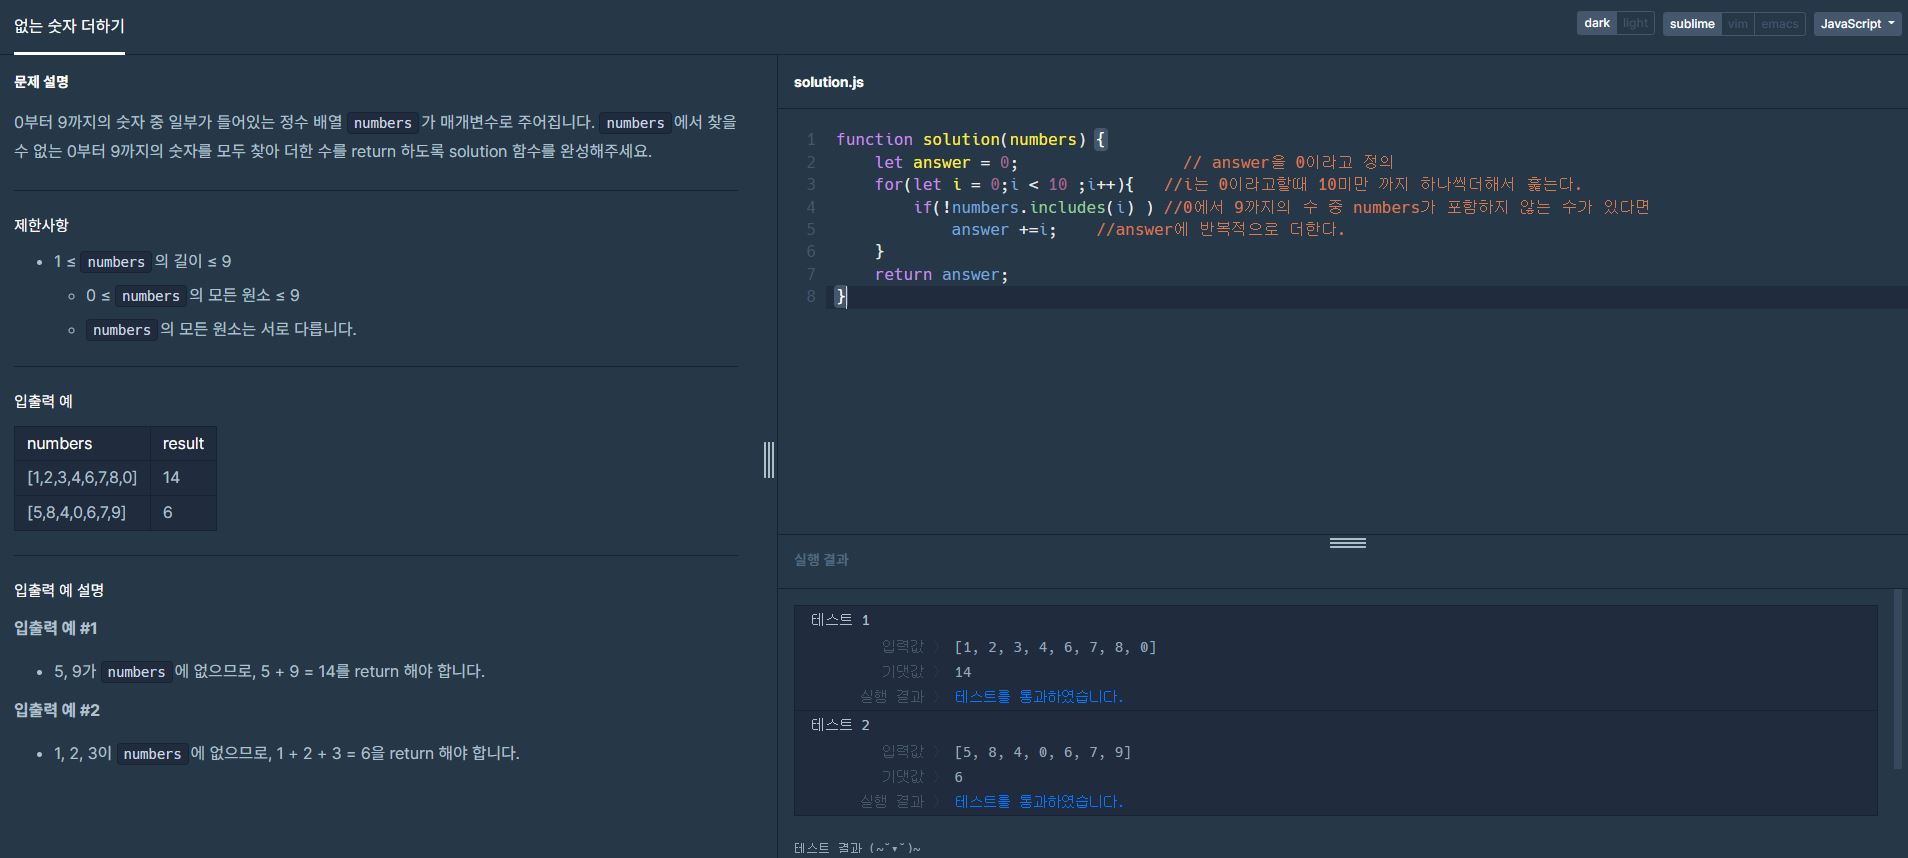 없는 숫자 더하기
dark light sublime vim emacs JavaScript
문제 설명
0부터 9까지의 숫자 중 일부가 들어있는 정수 배열 numbers 가 매개변수로 주어집니다. numbers 에서 찾을
수 없는 0부터 9까지의 숫자를 모두 찾아 더한 수를 return 하도록 solution 함수를 완성해주세요.
제한사항
• 1 ≤ numbers 의 길이 ≤ 9
◦ 0 ≤ numbers 의 모든 원소 ≤ 9
◦ numbers 의 모든 원소는 서로 다릅니다.
입출력 예
numbers result
[1,2,3,4,6,7,8,0] 14
[5,8,4,0,6,7,9] 6
입출력 예 설명
입출력 예 #1
• 5, 9가 numbers 에 없으므로, 5 + 9 = 14를 return 해야 합니다.
입출력 예 #2
• 1, 2, 3이 numbers 에 없으므로, 1 + 2 + 3 = 6을 return 해야 합니다.
solution.js
1 function solution(numbers) {
2 let answer = 0; // answer을 0이라고 정의
3 for(let i = 0;i < 10 ;i++){ //i는 0이라고할때 10미만 까지 하나씩더해서 훑는다.
4 if(!numbers.includes(i) ) //0에서 9까지의 수 중 numbers가 포함하지 않는 수가 있다면
5 answer +=i; //answer에 반복적으로 더한다.
6 }
7 return answer;
8 }
실행 결과
테스트 1
입력값 〉 [1, 2, 3, 4, 6, 7, 8, 0]
기댓값 〉 14
실행 결과 〉 테스트를 통과하였습니다.
테스트 2
입력값 〉 [5, 8, 4, 0, 6, 7, 9]
기댓값 〉 6
실행 결과 〉 테스트를 통과하였습니다.
테스트 결과 (~˘▾˘)~